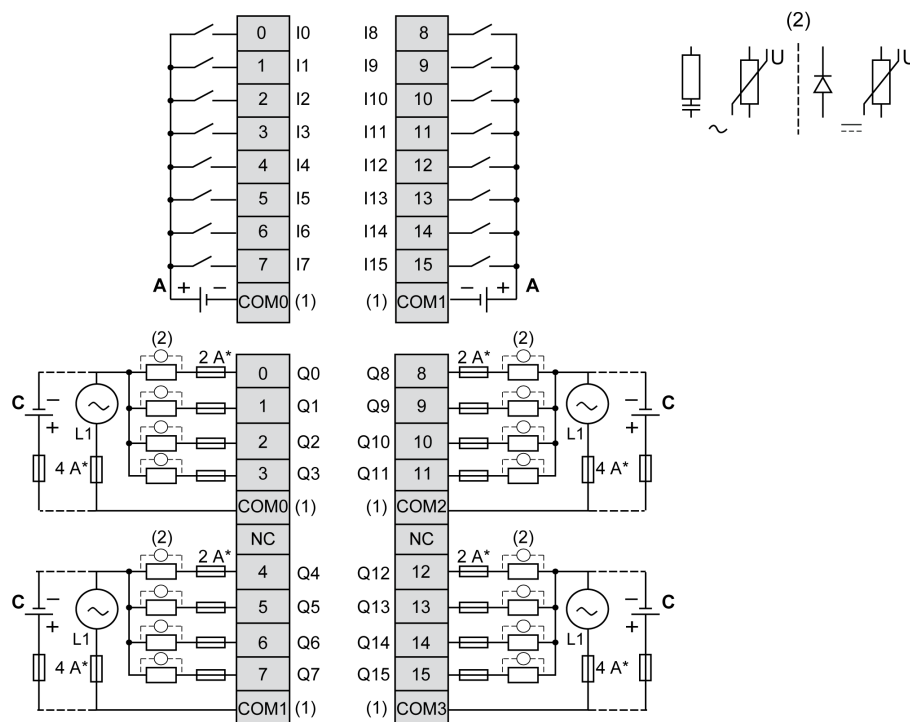 (2)
U
U
0 I0
1 I1
2 I2
3 I3
4 I4
5 I5
6 I6
7 I7
A + −
COM0 (1)
I8 8
I9 9
I10 10
I11 11
I12 12
I13 13
I14 14
I15 15
− + A
(1) COM1
(2)
2 A*
0 Q0
1 Q1
2 Q2
3 Q3
COM0 (1)
C − +
L1
4 A*
NC
(2)
2 A*
4 Q4
5 Q5
6 Q6
7 Q7
COM1 (1)
C − +
L1
4 A*
2 A*
(2)
Q8 8
Q9 9
Q10 10
Q11 11
(1) COM2
− C
+
L1
4 A*
NC
2 A*
(2)
Q12 12
Q13 13
Q14 14
Q15 15
(1) COM3
− C
+
L1
4 A*